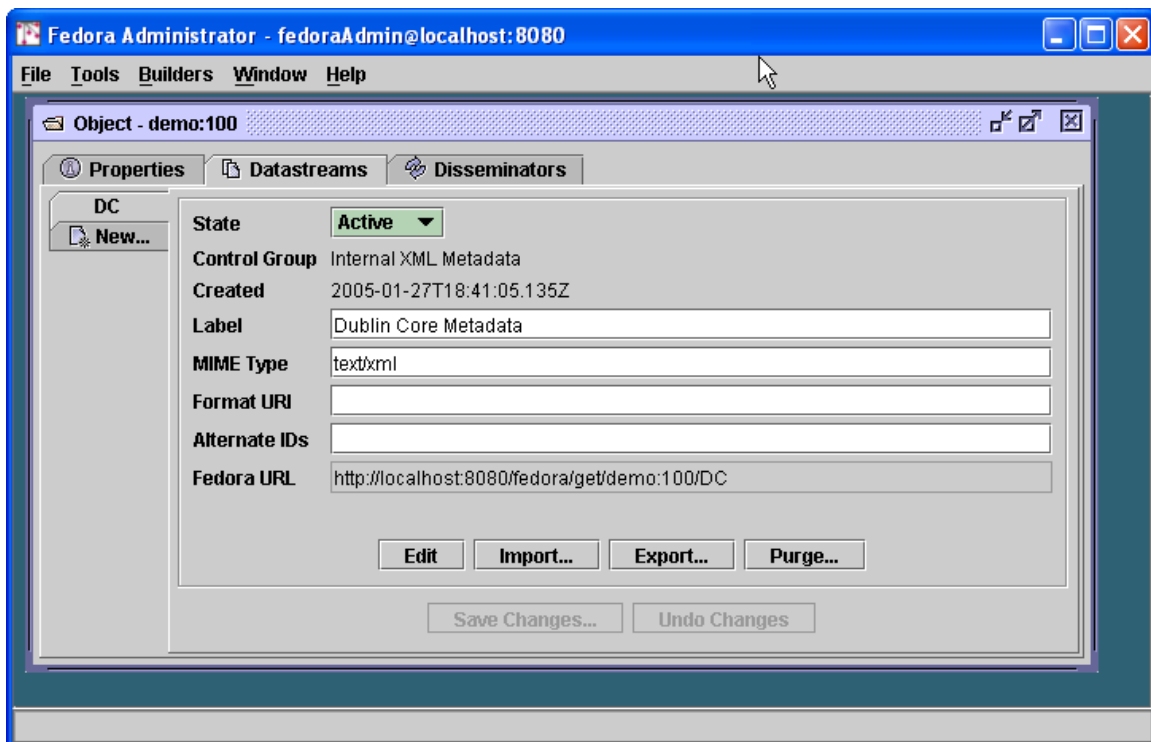 Fedora Administrator - fedoraAdmin@localhost:8080
File Tools Builders Window Help
Object - demo:100
Properties Datastreams Disseminators
DC
New...
State Active
Control Group Internal XML Metadata
Created 2005-01-27T18:41:05.135Z
Label Dublin Core Metadata
MIME Type text/xml
Format URI
Alternate IDs
Fedora URL http://localhost:8080/fedora/get/demo:100/DC
Edit Import... Export... Purge...
Save Changes... Undo Changes